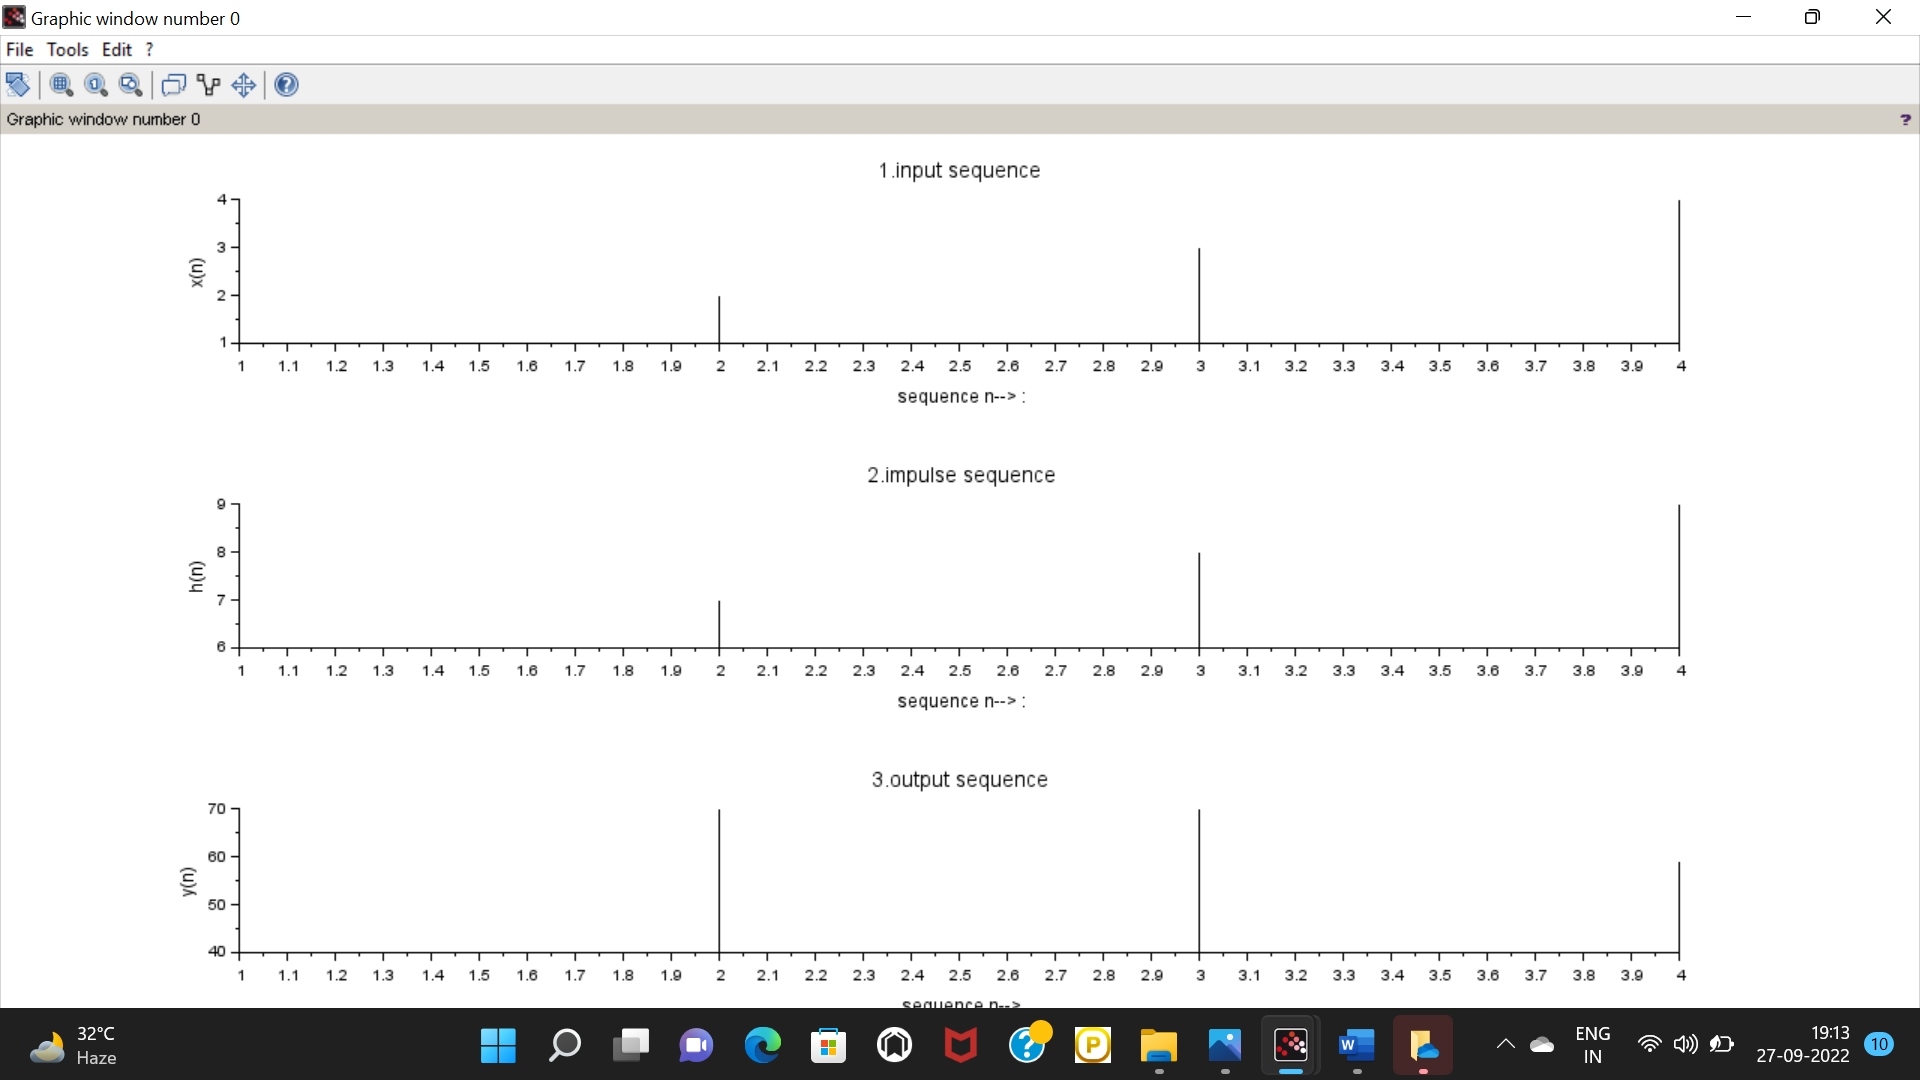 Graphic window number 0
File Tools Edit ?
Graphic window number 0 ?
1.input sequence
4
3
2
1
x(n)
1 1.1 1.2 1.3 1.4 1.5 1.6 1.7 1.8 1.9 2 2.1 2.2 2.3 2.4 2.5 2.6 2.7 2.8 2.9 3 3.1 3.2 3.3 3.4 3.5 3.6 3.7 3.8 3.9 4
sequence n--> :
2.impulse sequence
9
8
7
6
h(n)
1 1.1 1.2 1.3 1.4 1.5 1.6 1.7 1.8 1.9 2 2.1 2.2 2.3 2.4 2.5 2.6 2.7 2.8 2.9 3 3.1 3.2 3.3 3.4 3.5 3.6 3.7 3.8 3.9 4
sequence n--> :
3.output sequence
70
60
50
40
y(n)
1 1.1 1.2 1.3 1.4 1.5 1.6 1.7 1.8 1.9 2 2.1 2.2 2.3 2.4 2.5 2.6 2.7 2.8 2.9 3 3.1 3.2 3.3 3.4 3.5 3.6 3.7 3.8 3.9 4
sequence n-->
32°C
Haze
P
W
ENG
IN
19:13
27-09-2022
10